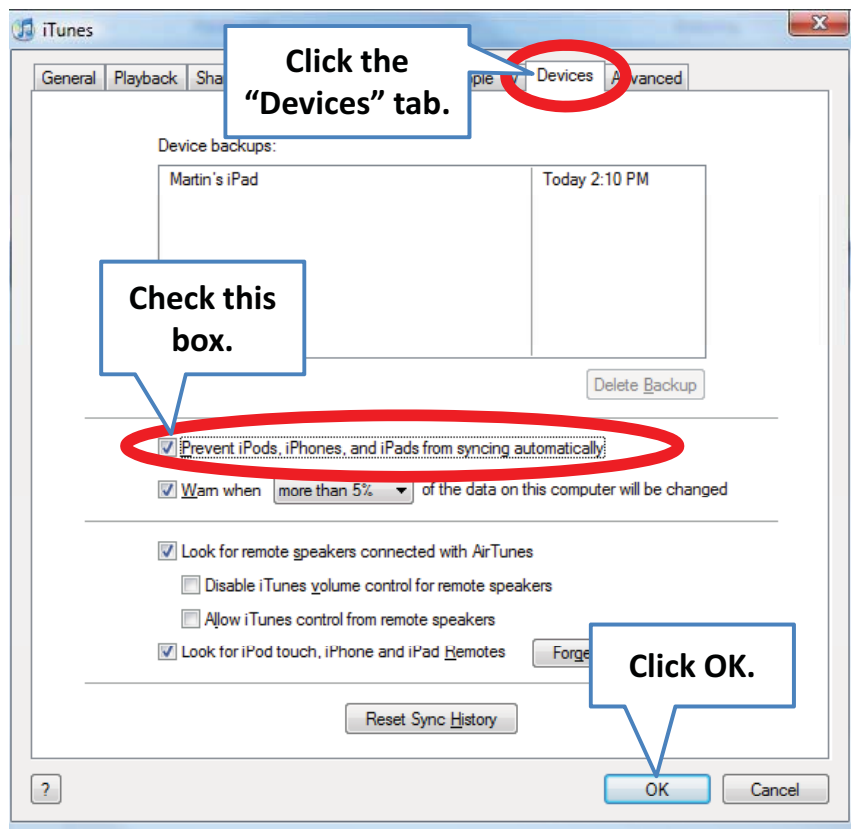 iTunes
Click the
“Devices” tab.
General Playback Devices
Device backups:
Martin's iPad Today 2:10 PM
Check this
box.
Delete Backup
Prevent iPods, iPhones, and iPads from syncing automatically
Warn when more than 5% of the data on this computer will be changed
Look for remote speakers connected with AirTunes
Disable iTunes volume control for remote speakers
Allow iTunes control from remote speakers
Look for iPod touch, iPhone and iPad Remotes
Click OK.
Reset Sync History
? OK Cancel